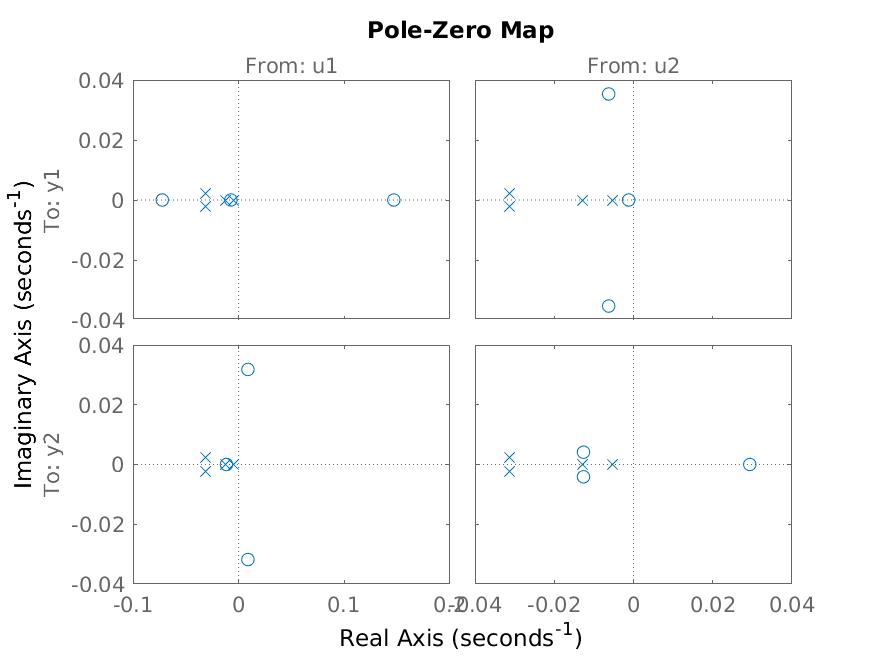 Pole-Zero Map
From: u1
From: u2
0.04
0.02
0
-0.02
-0.04
To: y1
0.04
0.02
0
-0.02
-0.04
To: y2
Imaginary Axis (seconds-1)
-0.1 0 0.1 0.2
-0.04 -0.02 0 0.02 0.04
Real Axis (seconds-1)